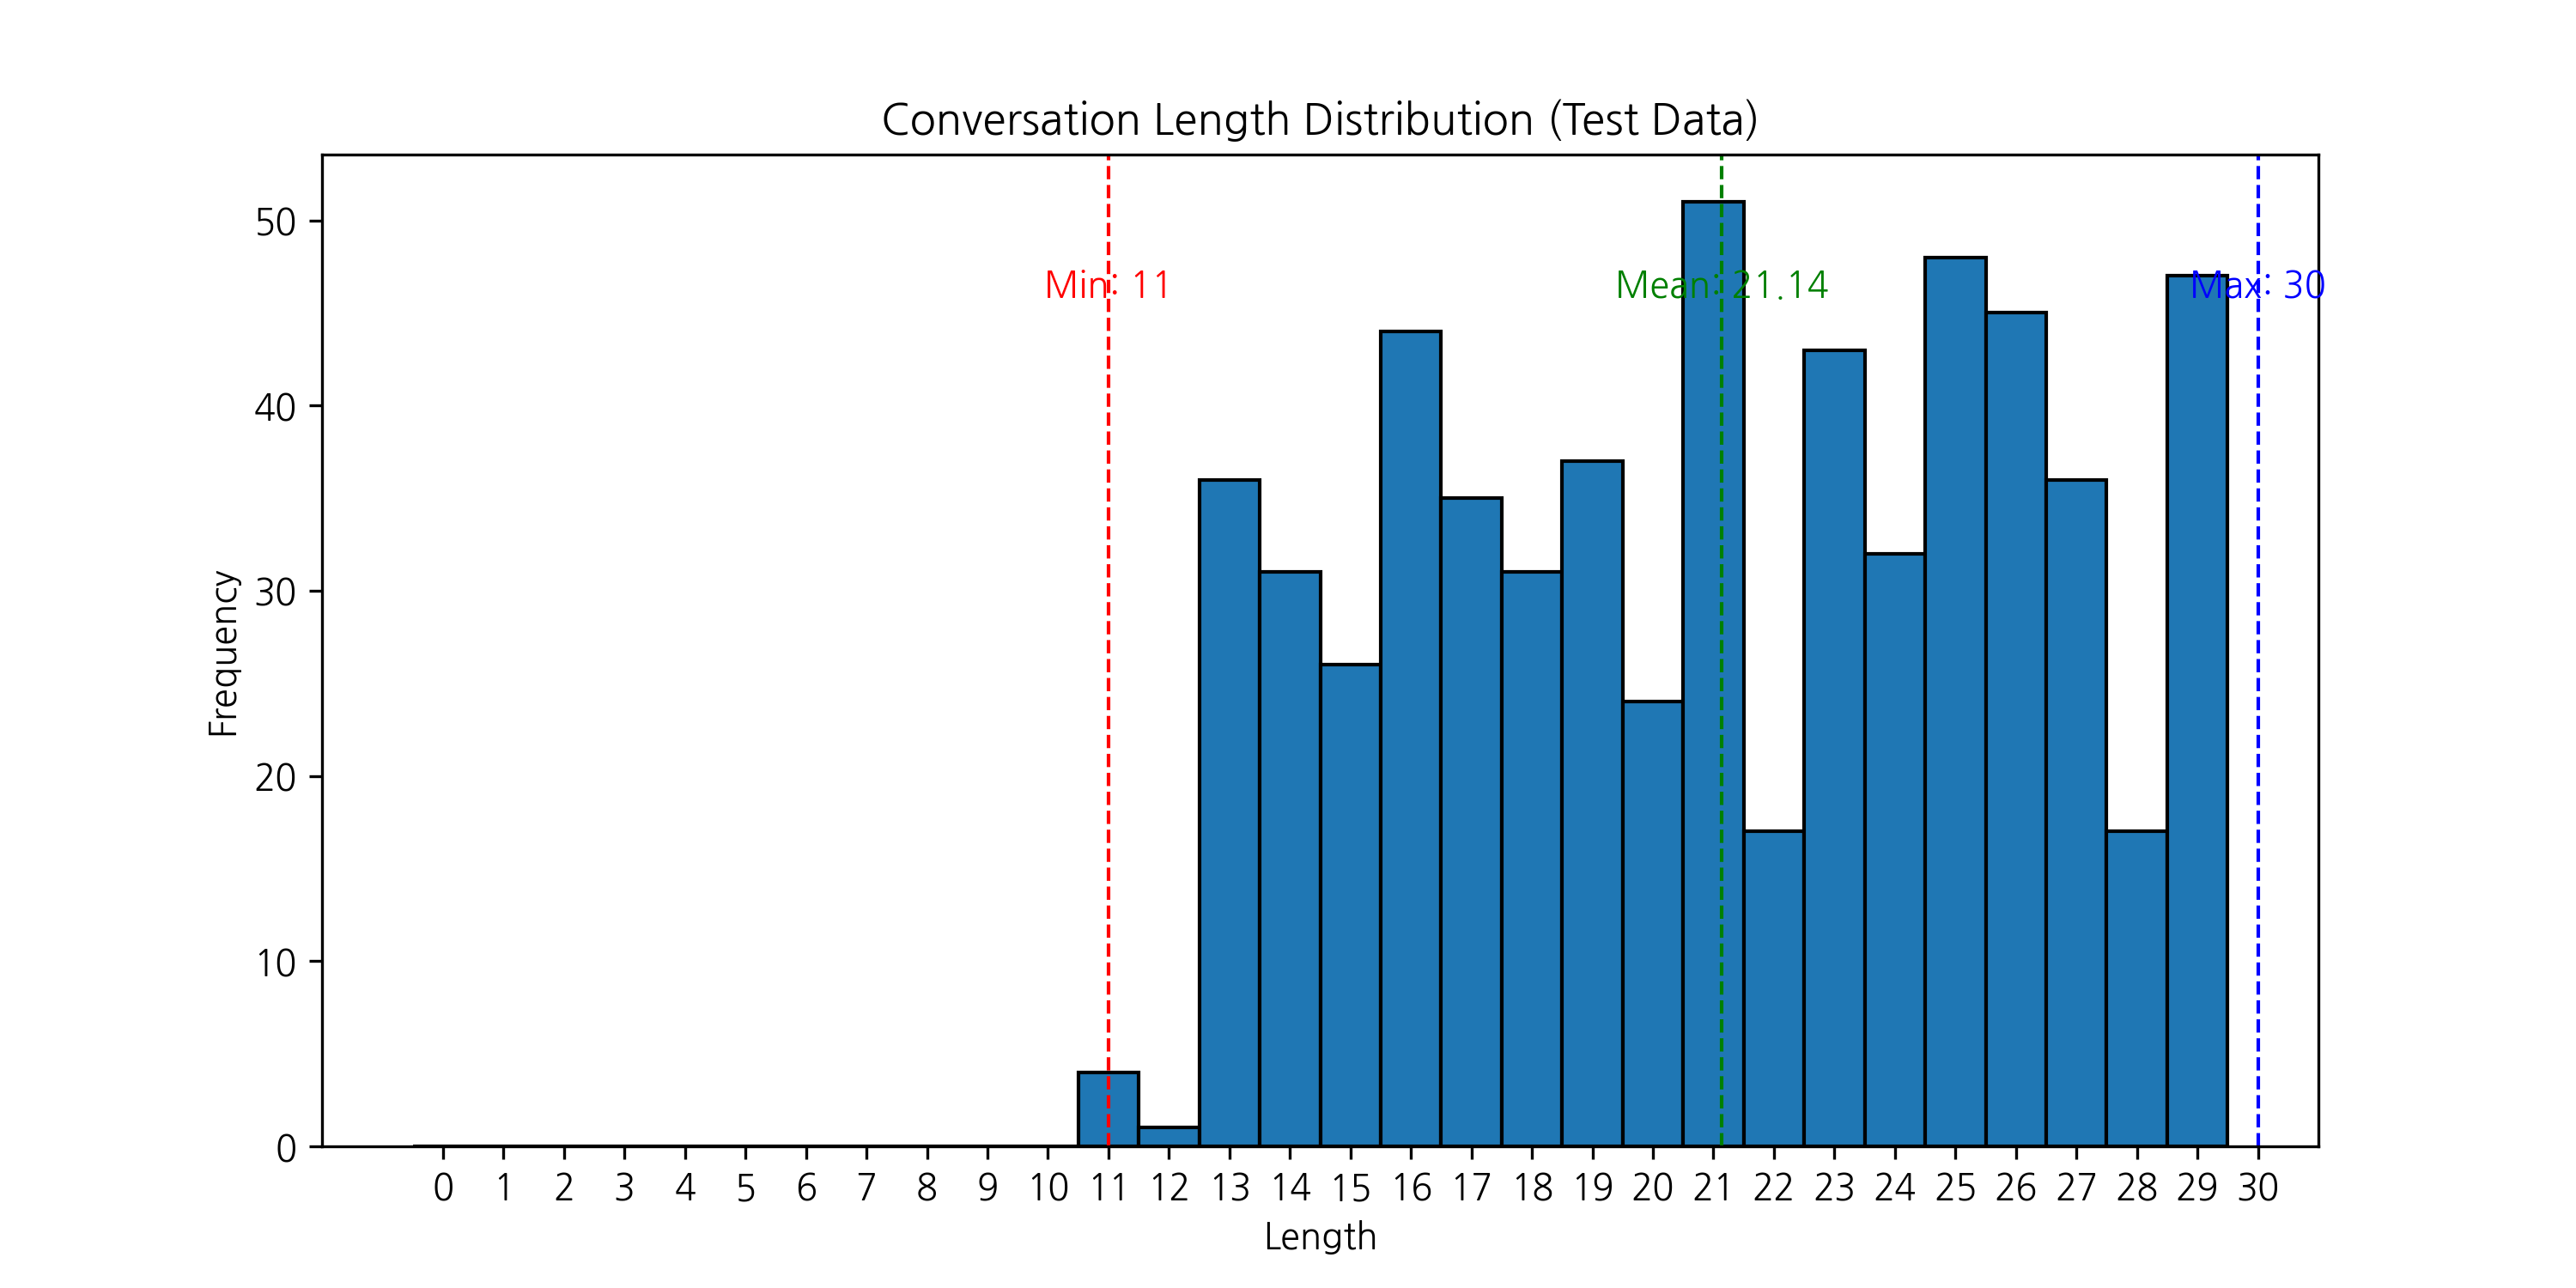 Conversation Length Distribution (Test Data)
50
40
30
20
10
0
Frequency
Min: 11
Mean: 21.14
Max: 30
0 1 2 3 4 5 6 7 8 9 10 11 12 13 14 15 16 17 18 19 20 21 22 23 24 25 26 27 28 29 30
Length